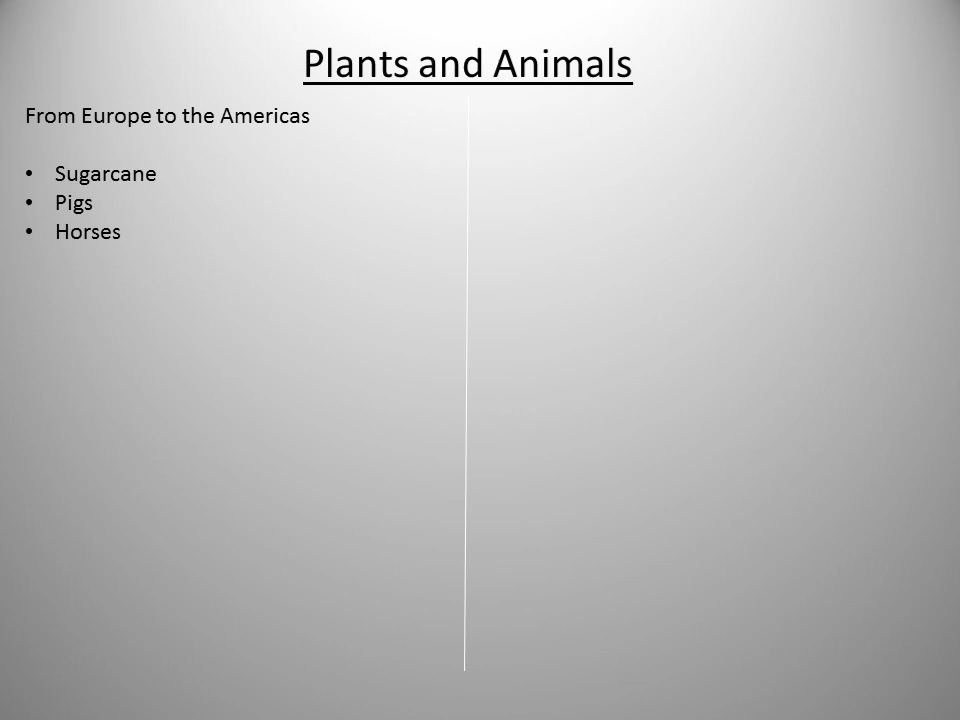 Plants and Animals
From Europe to the Americas
• Sugarcane
• Pigs
• Horses